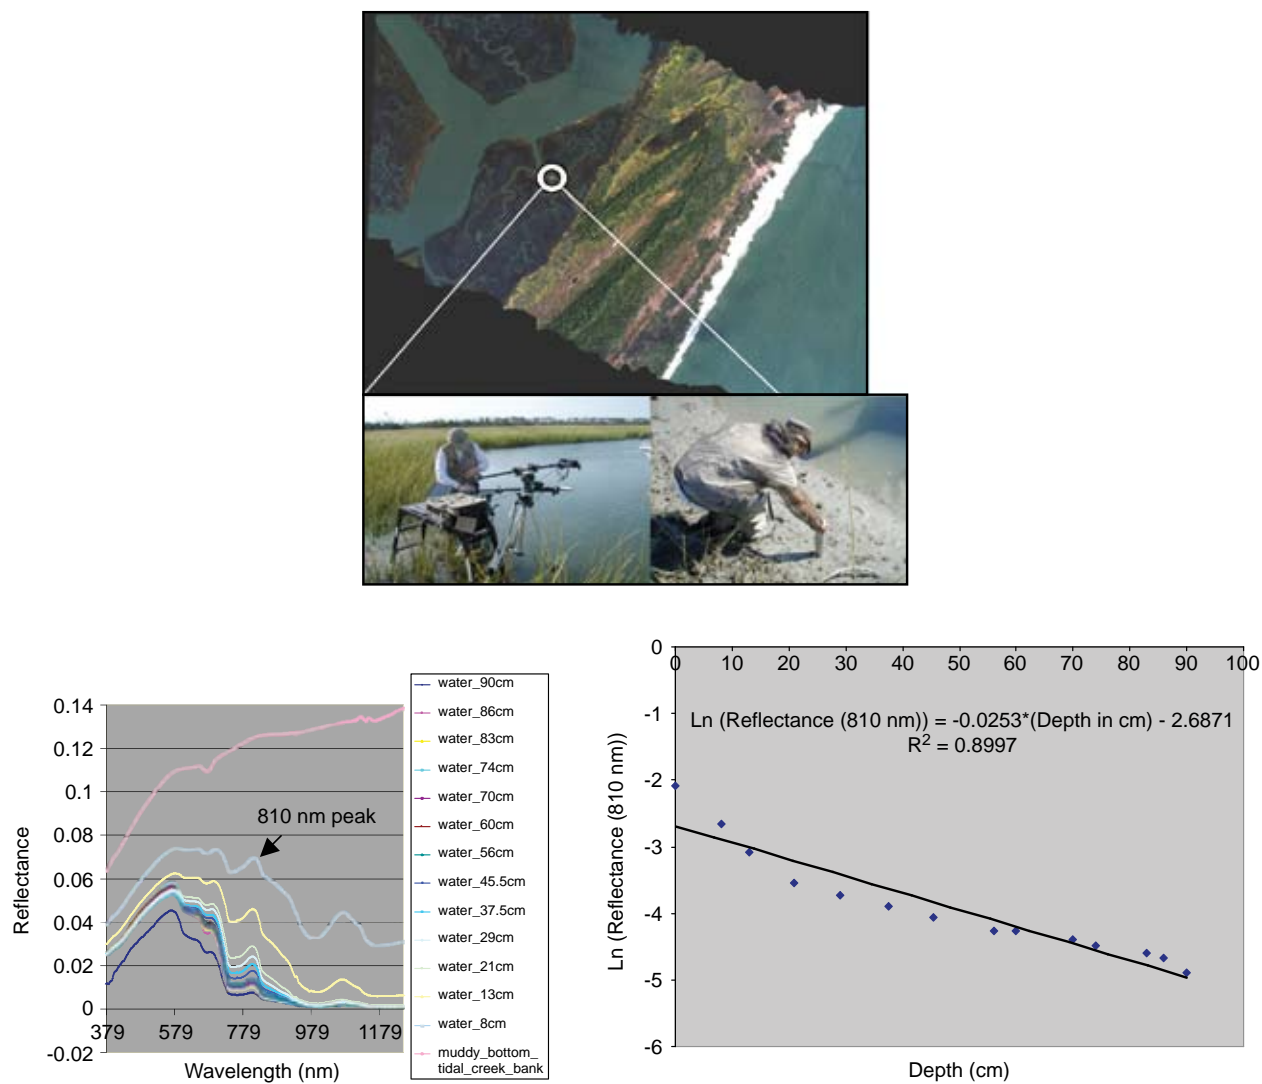 0.14
0.12
0.1
0.08
0.06
0.04
0.02
0
-0.02
Reflectance
810 nm peak
379 579 779 979 1179
Wavelength (nm)
water_90cm
water_86cm
water_83cm
water_74cm
water_70cm
water_60cm
water_56cm
water_45.5cm
water_37.5cm
water_29cm
water_21cm
water_13cm
water_8cm
muddy_bottom_
tidal_creek_bank
0
-1
-2
-3
-4
-5
-6
Ln (Reflectance (810 nm))
0 10 20 30 40 50 60 70 80 90 100
Ln (Reflectance (810 nm)) = -0.0253*(Depth in cm) - 2.6871
R² = 0.8997
Depth (cm)